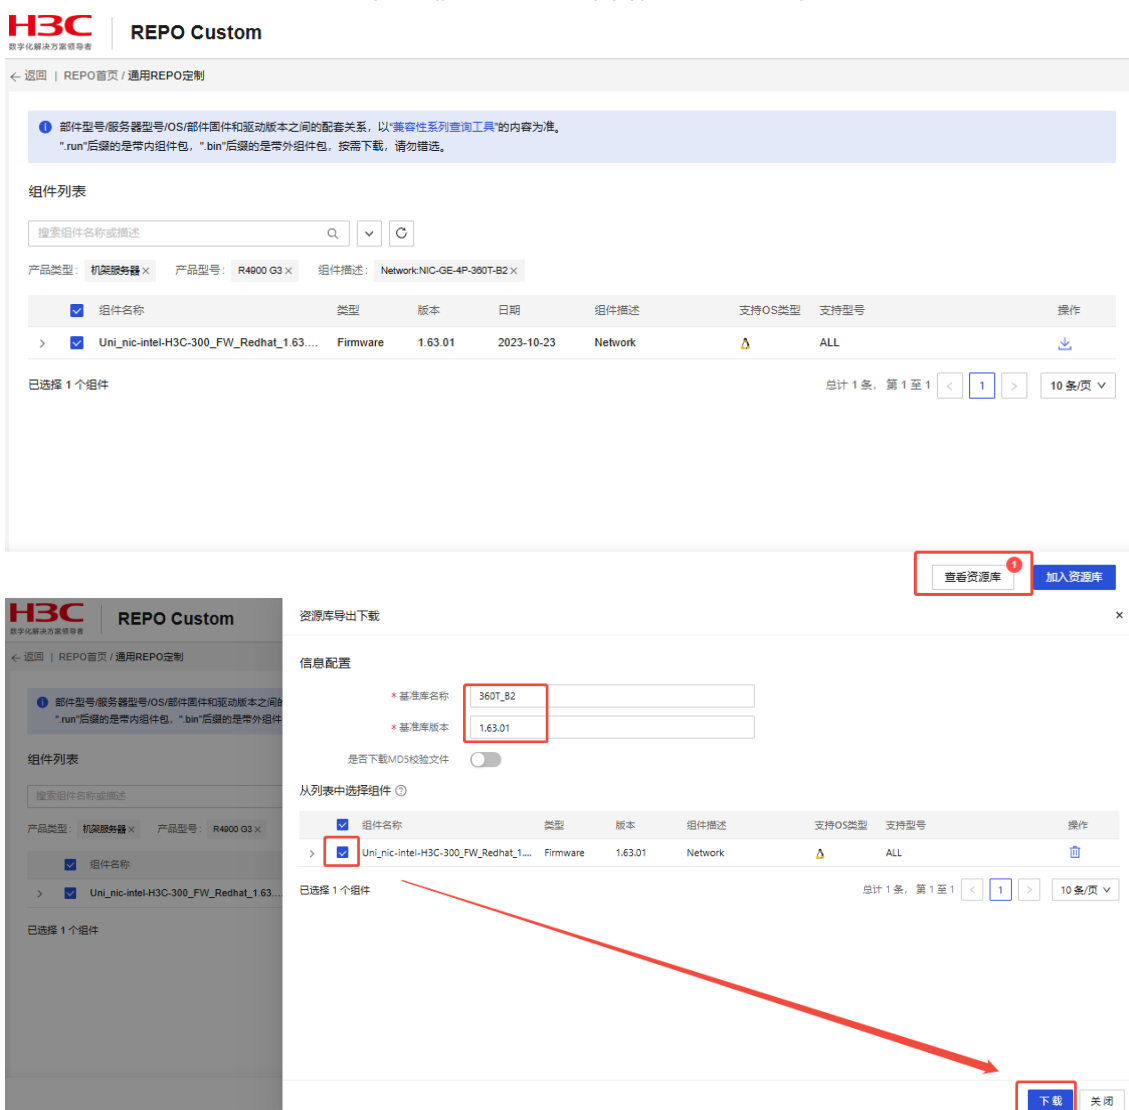 H3C
数字化解决方案领导者
REPO Custom
返回 | REPO首页 / 通用REPO定制
部件型号/服务器型号/OS/部件固件和驱动版本之间的配套关系，以"兼容性系列查询工具"的内容为准。
".run"后缀的是带内组件包，".bin"后缀的是带外组件包，按需下载，请勿错选。
组件列表
搜索组件名称或描述
产品类型: 机架服务器 × 产品型号: R4900 G3 × 组件描述: Network:NIC-GE-4P-360T-B2 ×
组件名称 类型 版本 日期 组件描述 支持OS类型 支持型号 操作
Uni_nic-intel-H3C-300_FW_Redhat_1.63.... Firmware 1.63.01 2023-10-23 Network ALL
已选择 1 个组件 总计 1 条，第 1 至 1 < 1 > 10 条/页
查看资源库 1 加入资源库
H3C
数字化解决方案领导者
REPO Custom
返回 | REPO首页 / 通用REPO定制
部件型号/服务器型号/OS/部件固件和驱动版本之间的
".run"后缀的是带内组件包，".bin"后缀的是带外组件
组件列表
搜索组件名称或描述
产品类型: 机架服务器 × 产品型号: R4900 G3 ×
组件名称
Uni_nic-intel-H3C-300_FW_Redhat_1.63....
已选择 1 个组件
资源库导出下载 ×
信息配置
* 基准库名称 360T_B2
* 基准库版本 1.63.01
是否下载MD5校验文件
从列表中选择组件 ?
组件名称 类型 版本 组件描述 支持OS类型 支持型号 操作
Uni_nic-intel-H3C-300_FW_Redhat_1.... Firmware 1.63.01 Network ALL
已选择 1 个组件 总计 1 条，第 1 至 1 < 1 > 10 条/页
下载 关闭